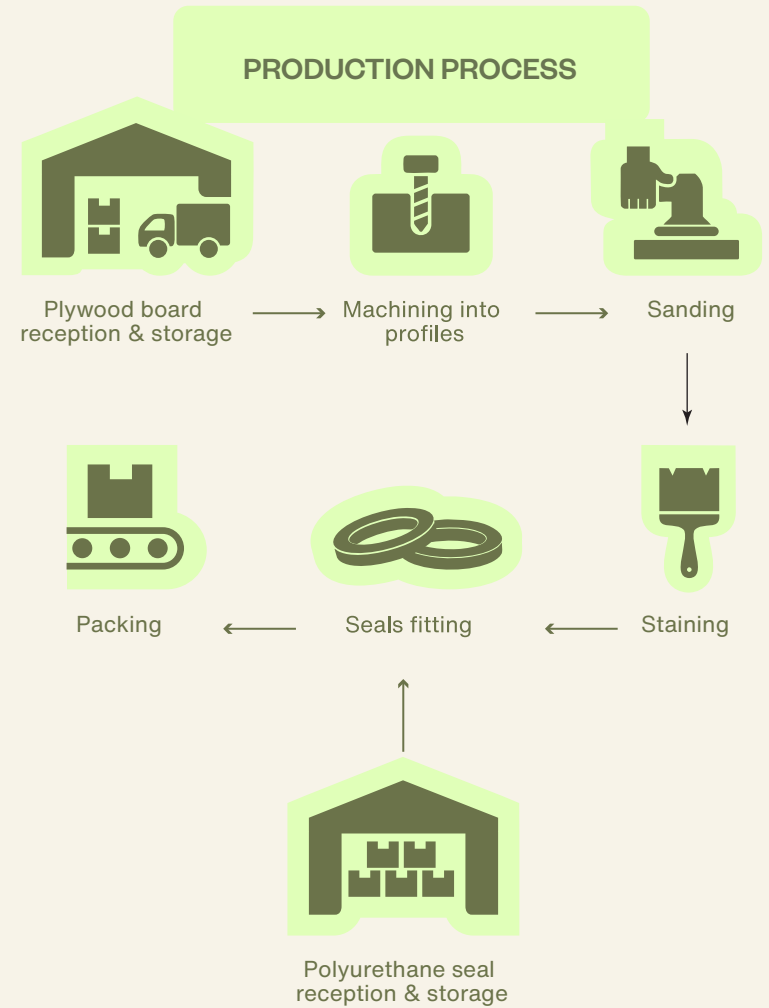 PRODUCTION PROCESS
Plywood board
reception & storage
Machining into
profiles
Sanding
Staining
Seals fitting
Packing
Polyurethane seal
reception & storage